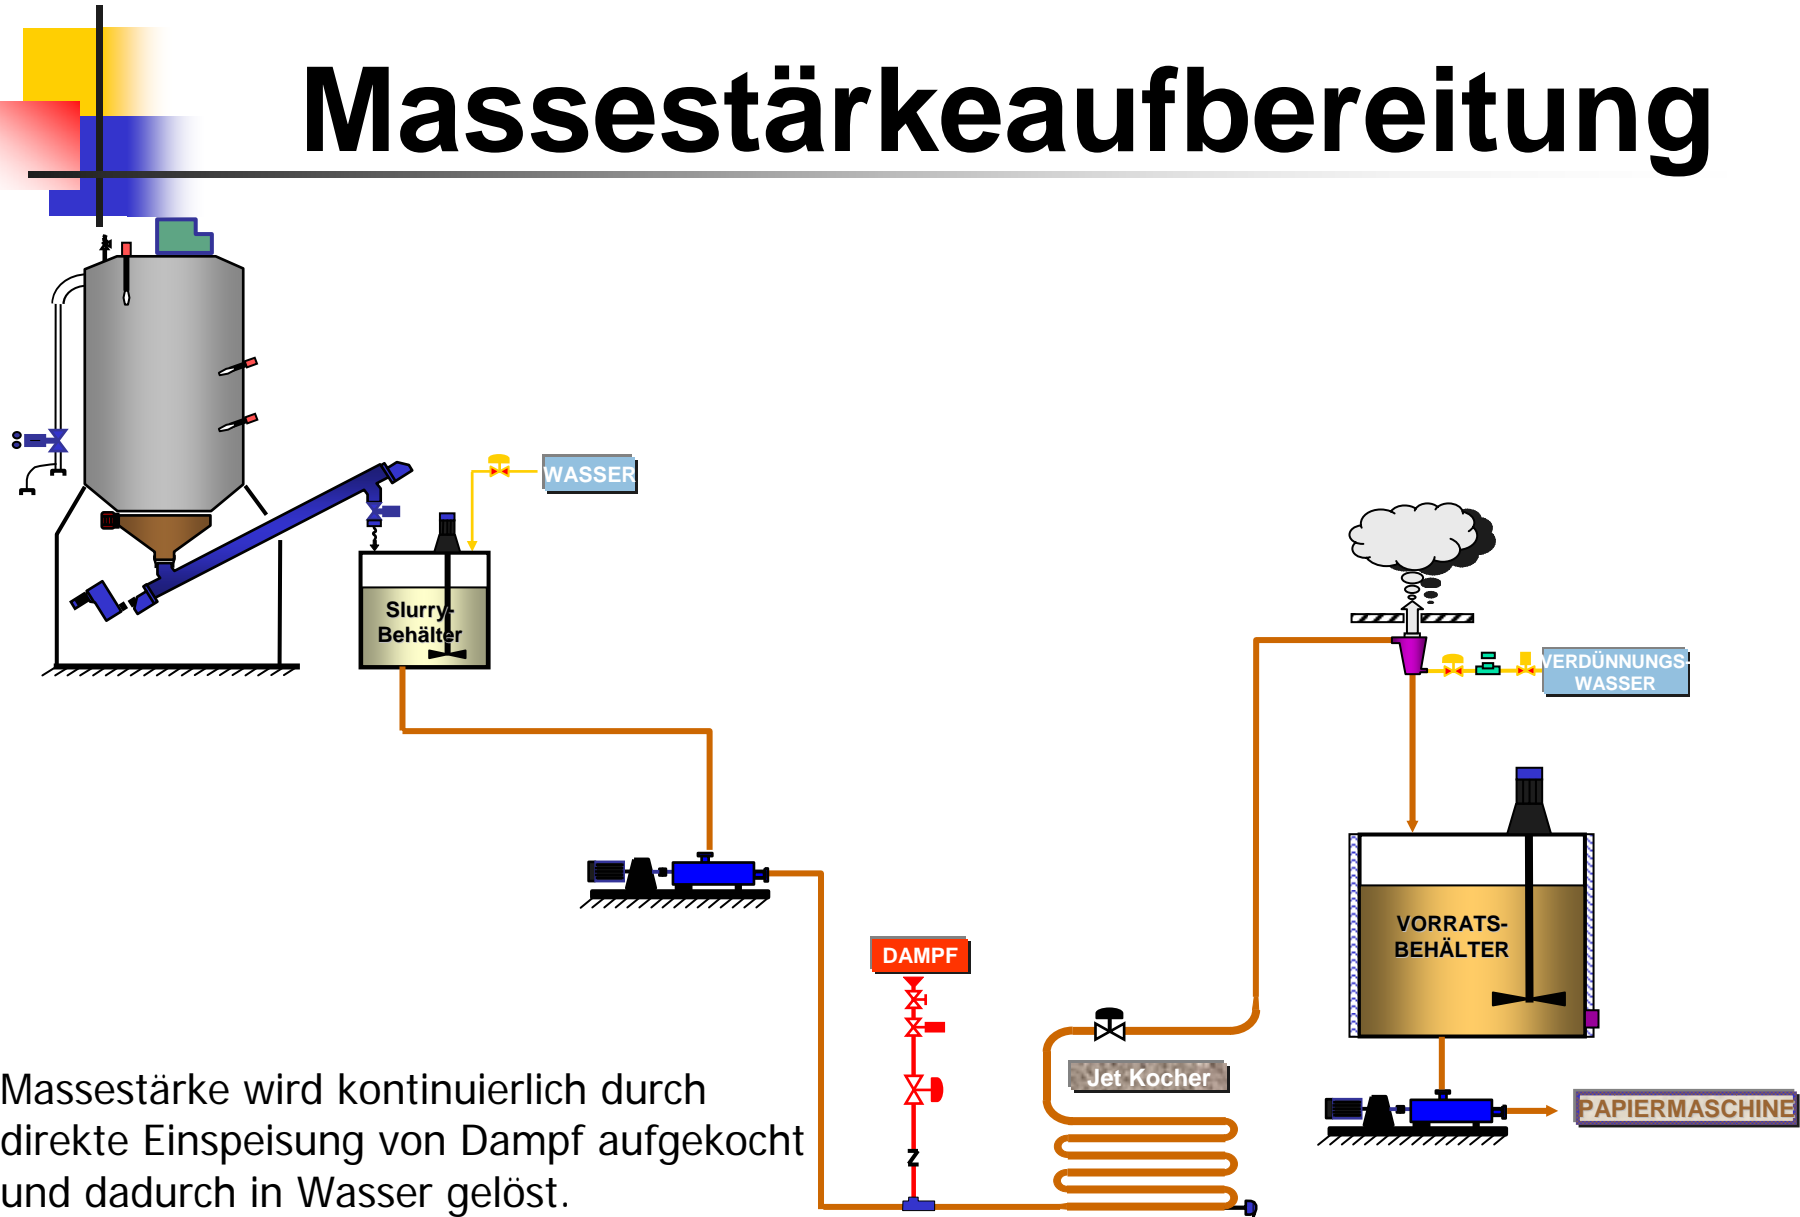 Massestärkeaufbereitung
WASSER
Slurry-
Behälter
VERDÜNNUNGS-
WASSER
VORRATS-
BEHÄLTER
DAMPF
Jet Kocher
PAPIERMASCHINE
Massestärke wird kontinuierlich durch
direkte Einspeisung von Dampf aufgekocht
und dadurch in Wasser gelöst.